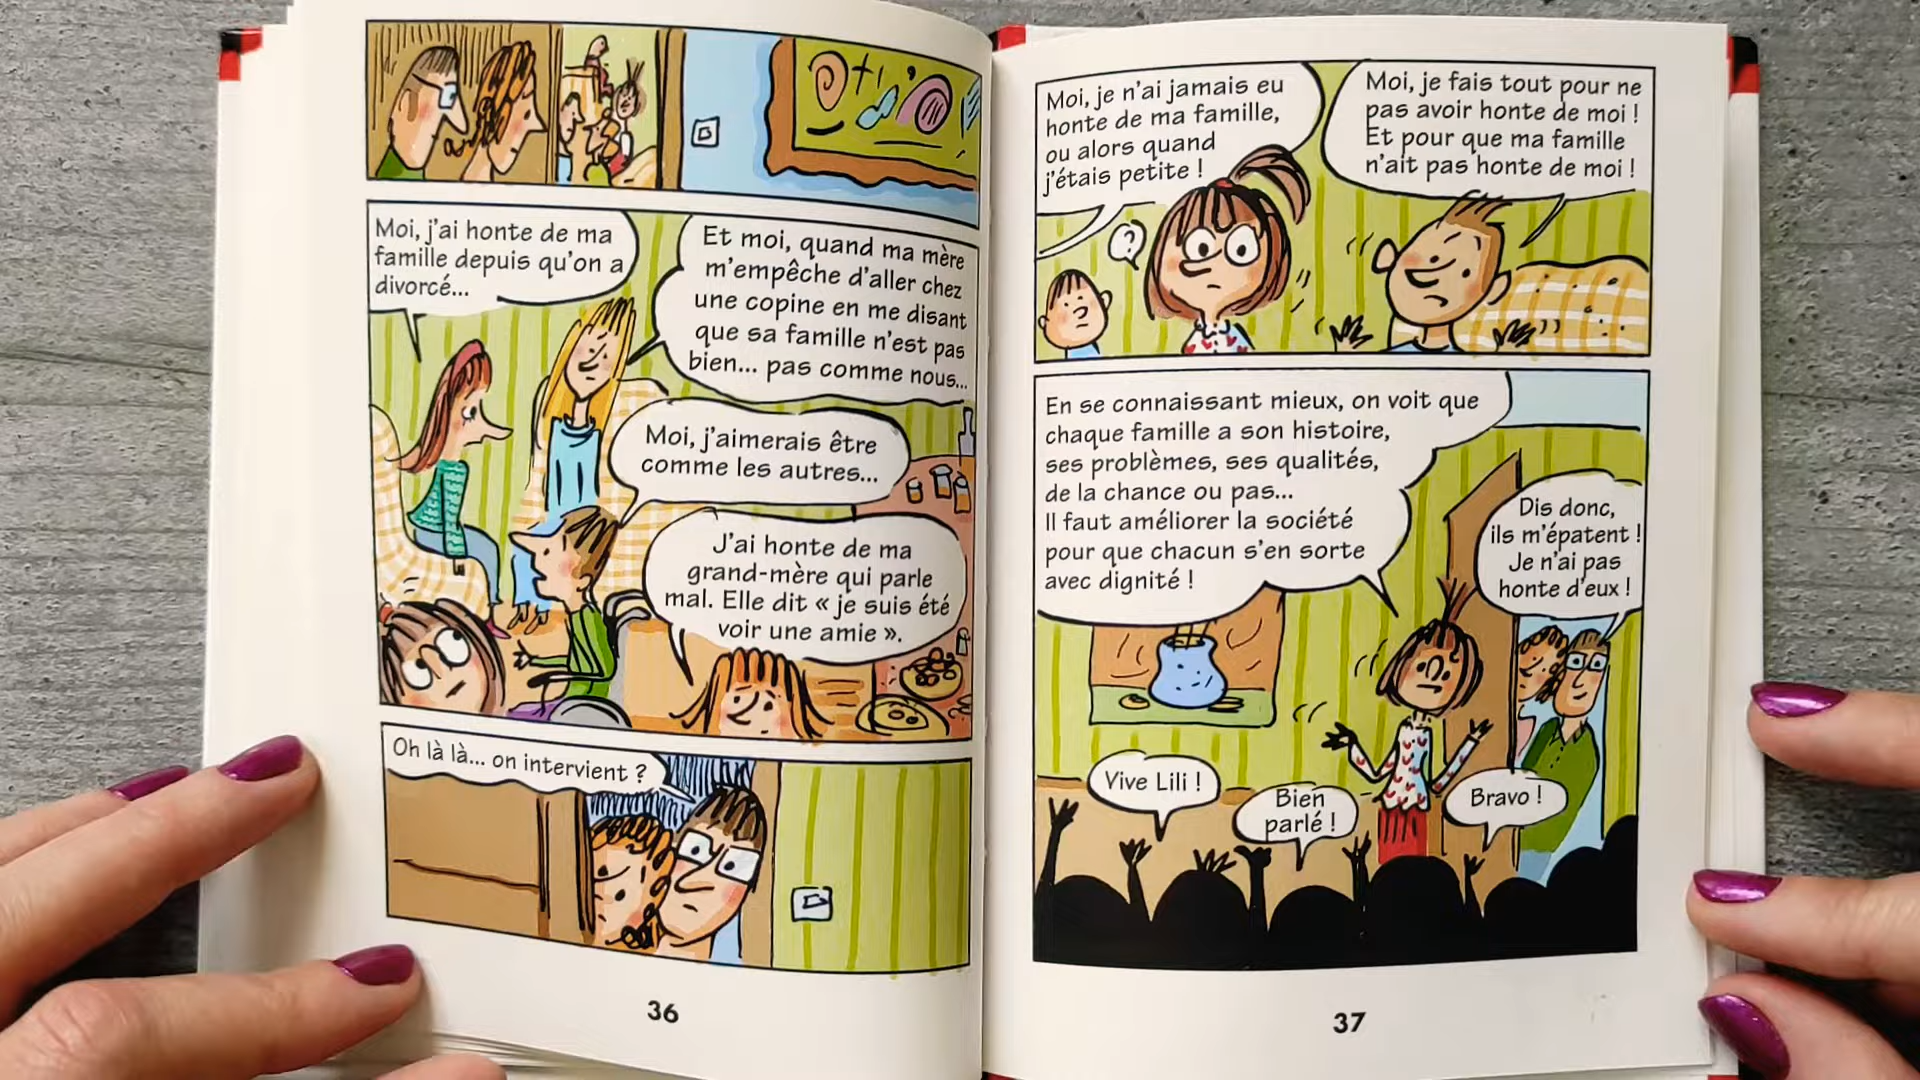 Moi, j'ai honte de ma
famille depuis qu'on a
divorcé...
Et moi, quand ma mère
m'empêche d'aller chez
une copine en me disant
que sa famille n'est pas
bien... pas comme nous...
Moi, j'aimerais être
comme les autres...
J'ai honte de ma
grand-mère qui parle
mal. Elle dit « je suis été
voir une amie ».
Oh là là... on intervient ?
36
Moi, je n'ai jamais eu
honte de ma famille,
ou alors quand
j'étais petite !
Moi, je fais tout pour ne
pas avoir honte de moi !
Et pour que ma famille
n'ait pas honte de moi !
?
En se connaissant mieux, on voit que
chaque famille a son histoire,
ses problèmes, ses qualités,
de la chance ou pas...
Il faut améliorer la société
pour que chacun s'en sorte
avec dignité !
Dis donc,
ils m'épatent !
Je n'ai pas
honte d'eux !
Vive Lili !
Bien
parlé !
Bravo !
37